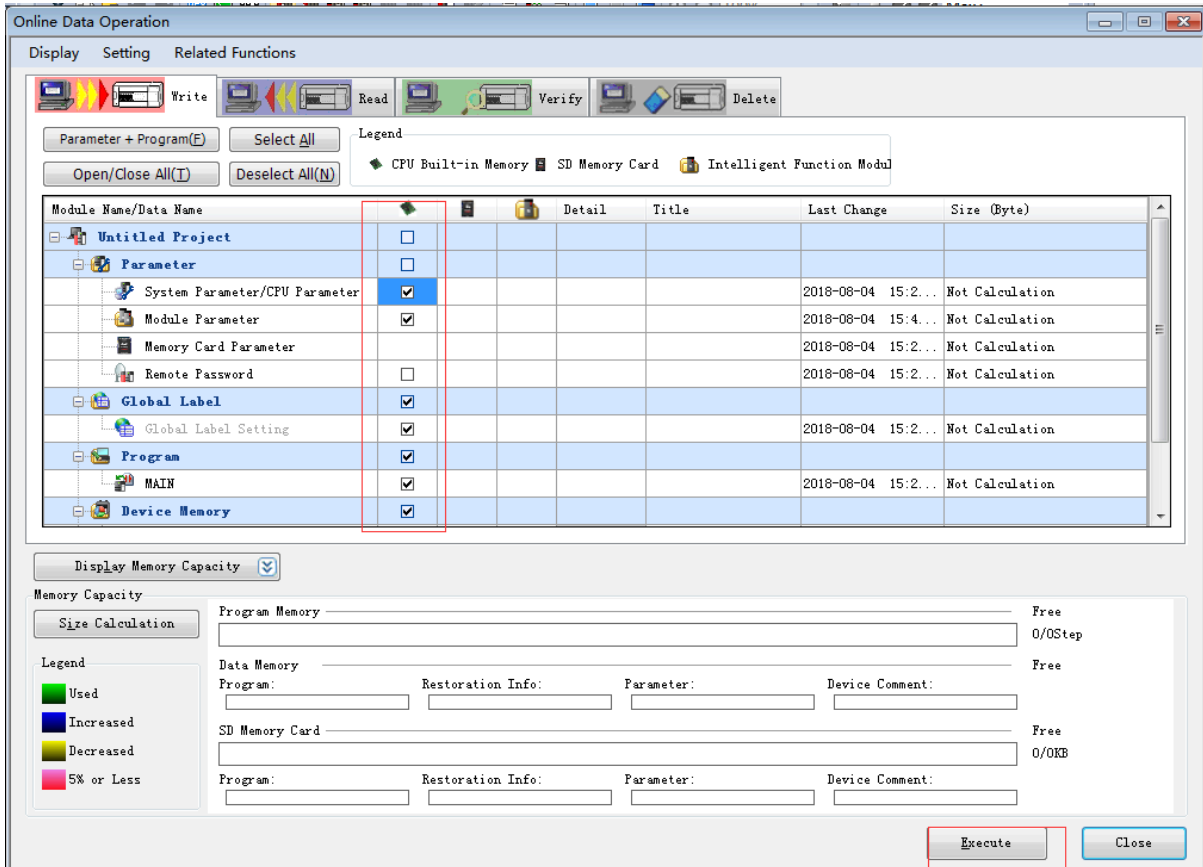 Online Data Operation
Display Setting Related Functions
Write Read Verify Delete
Parameter + Program(F) Select All Legend
CPU Built-in Memory SD Memory Card Intelligent Function Modul
Open/Close All(T) Deselect All(N)
Module Name/Data Name Detail Title Last Change Size (Byte)
Untitled Project
Parameter
System Parameter/CPU Parameter 2018-08-04 15:2... Not Calculation
Module Parameter 2018-08-04 15:4... Not Calculation
Memory Card Parameter 2018-08-04 15:2... Not Calculation
Remote Password 2018-08-04 15:2... Not Calculation
Global Label
Global Label Setting 2018-08-04 15:2... Not Calculation
Program
MAIN 2018-08-04 15:2... Not Calculation
Device Memory
Display Memory Capacity
Memory Capacity
Size Calculation
Program Memory Free
0/0Step
Legend
Used
Increased
Decreased
5% or Less
Data Memory Free
Program: Restoration Info: Parameter: Device Comment:
SD Memory Card Free
0/0KB
Program: Restoration Info: Parameter: Device Comment:
Execute Close